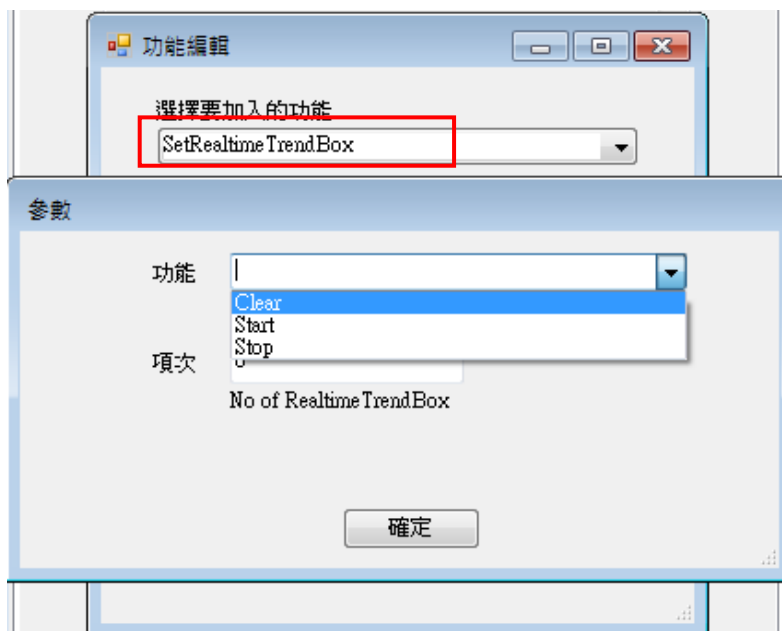 功能編輯
選擇要加入的功能
SetRealtimeTrendBox
參數
功能
Clear
Start
Stop
項次
No of RealtimeTrendBox
確定